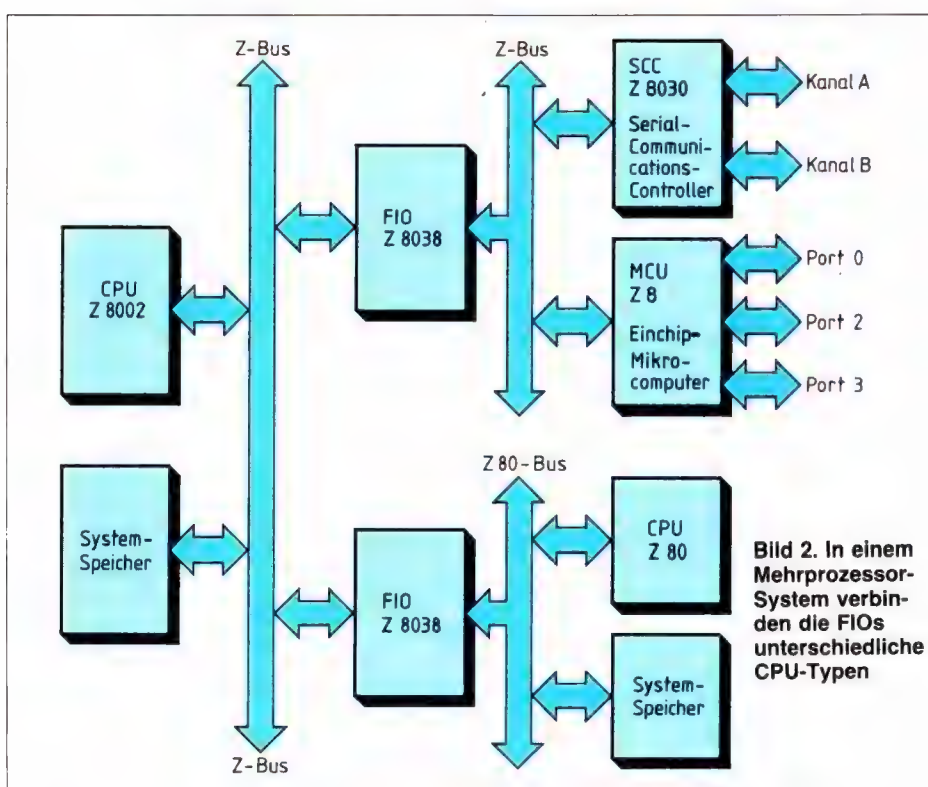 Z-Bus
Z-Bus
SCC
Z 8030
Serial-
Communi-
cations-
Controller
Kanal A
Kanal B
FIO
Z 8038
CPU
Z 8002
MCU
Z 8
Einchip-
Mikro-
computer
Port 0
Port 2
Port 3
Z 80-Bus
System-
Speicher
FIO
Z 8038
CPU
Z 80
System-
Speicher
Z-Bus
Bild 2. In einem
Mehrprozessor-
System verbin-
den die FIOs
unterschiedliche
CPU-Typen